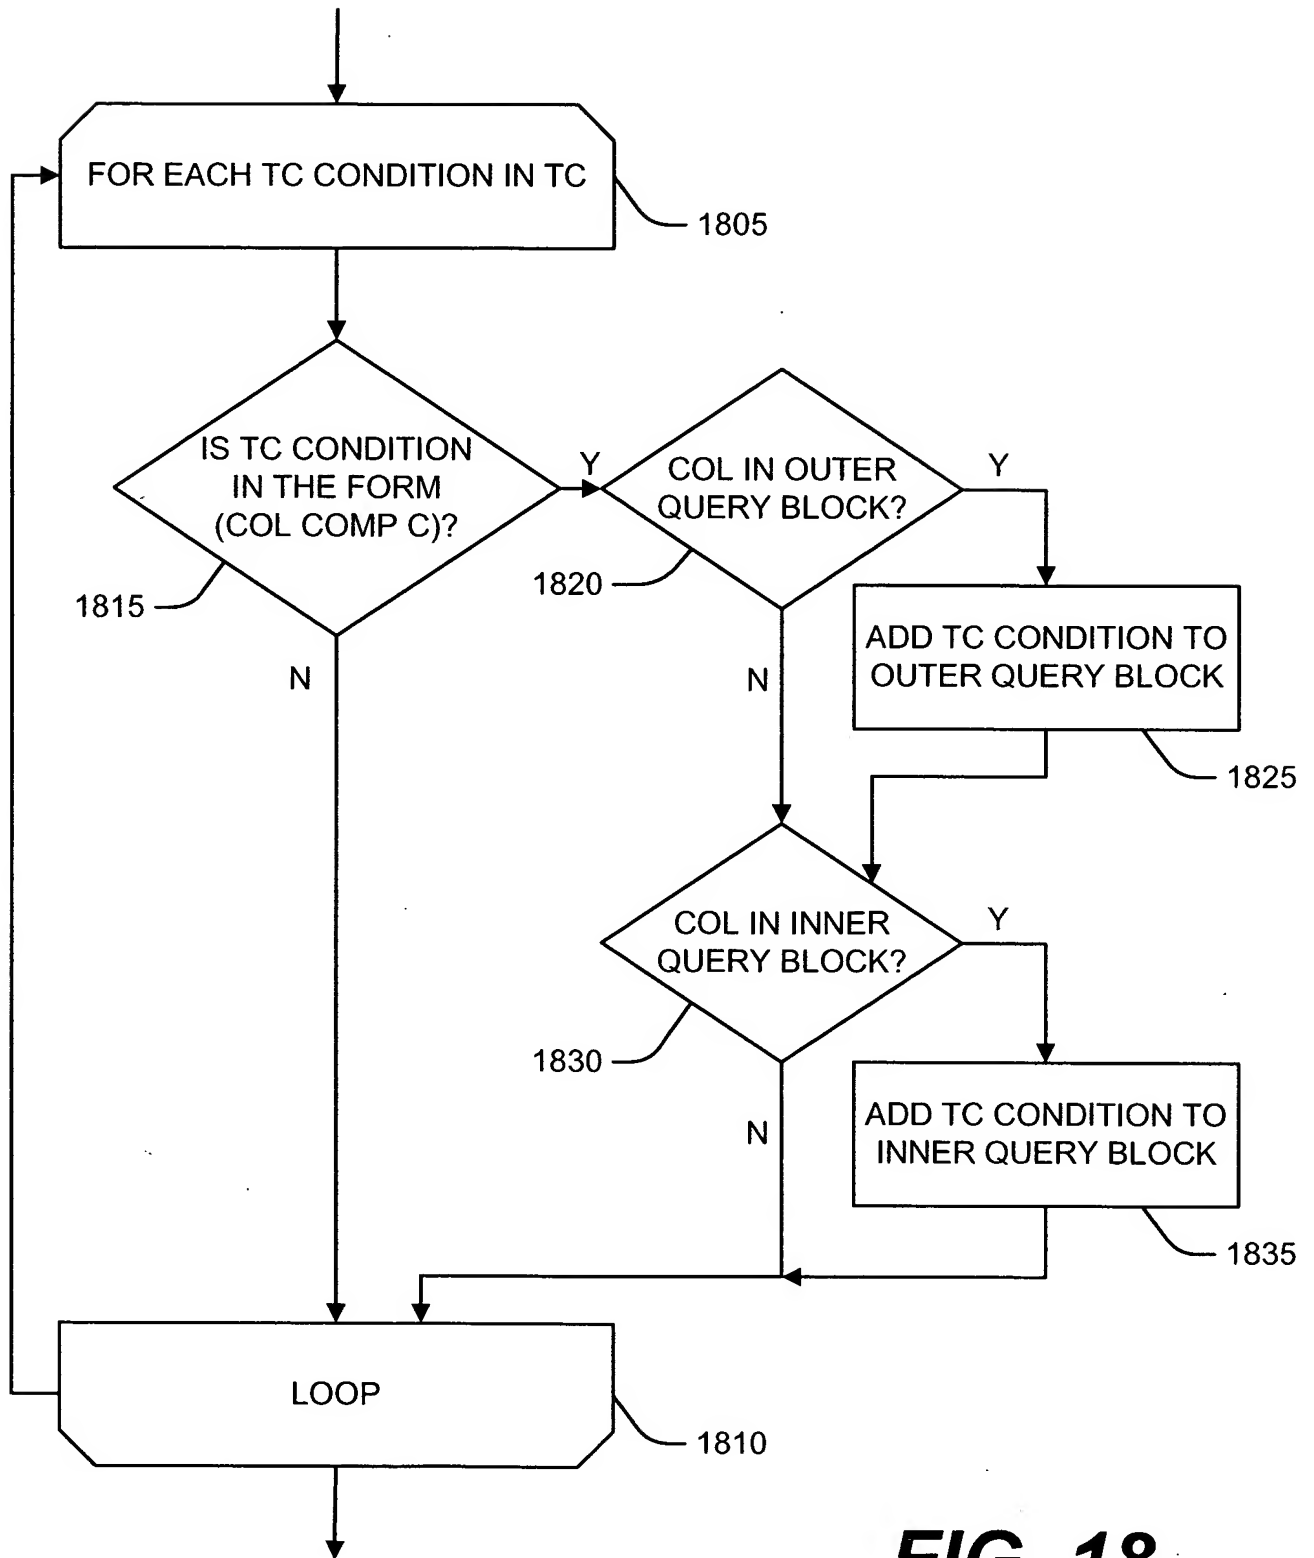 FOR EACH TC CONDITION IN TC
1805
IS TC CONDITION
IN THE FORM
(COL COMP C)?
Y
1815
N
COL IN OUTER
QUERY BLOCK?
Y
1820
N
ADD TC CONDITION TO
OUTER QUERY BLOCK
1825
COL IN INNER
QUERY BLOCK?
Y
1830
N
ADD TC CONDITION TO
INNER QUERY BLOCK
1835
LOOP
1810
FIG. 18